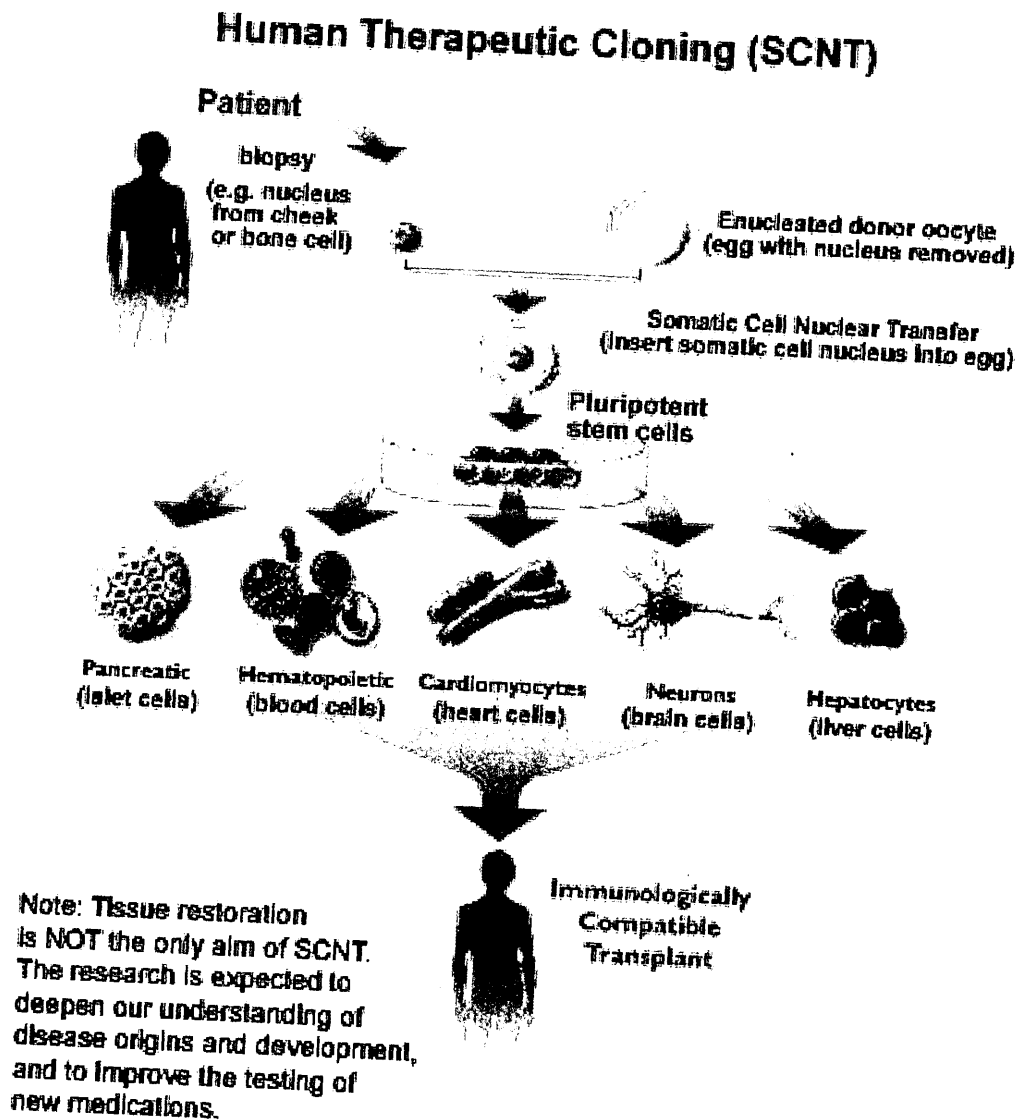 Human Therapeutic Cloning (SCNT)
Patient
biopsy
(e.g. nucleus
from cheek
or bone cell)
Enucleated donor oocyte
(egg with nucleus removed)
Somatic Cell Nuclear Transfer
(insert somatic cell nucleus into egg)
Pluripotent
stem cells
Pancreatic
(islet cells)
Hematopoietic
(blood cells)
Cardiomyocytes
(heart cells)
Neurons
(brain cells)
Hepatocytes
(liver cells)
Immunologically
Compatible
Transplant
Note: Tissue restoration
is NOT the only aim of SCNT.
The research is expected to
deepen our understanding of
disease origins and development,
and to improve the testing of
new medications.